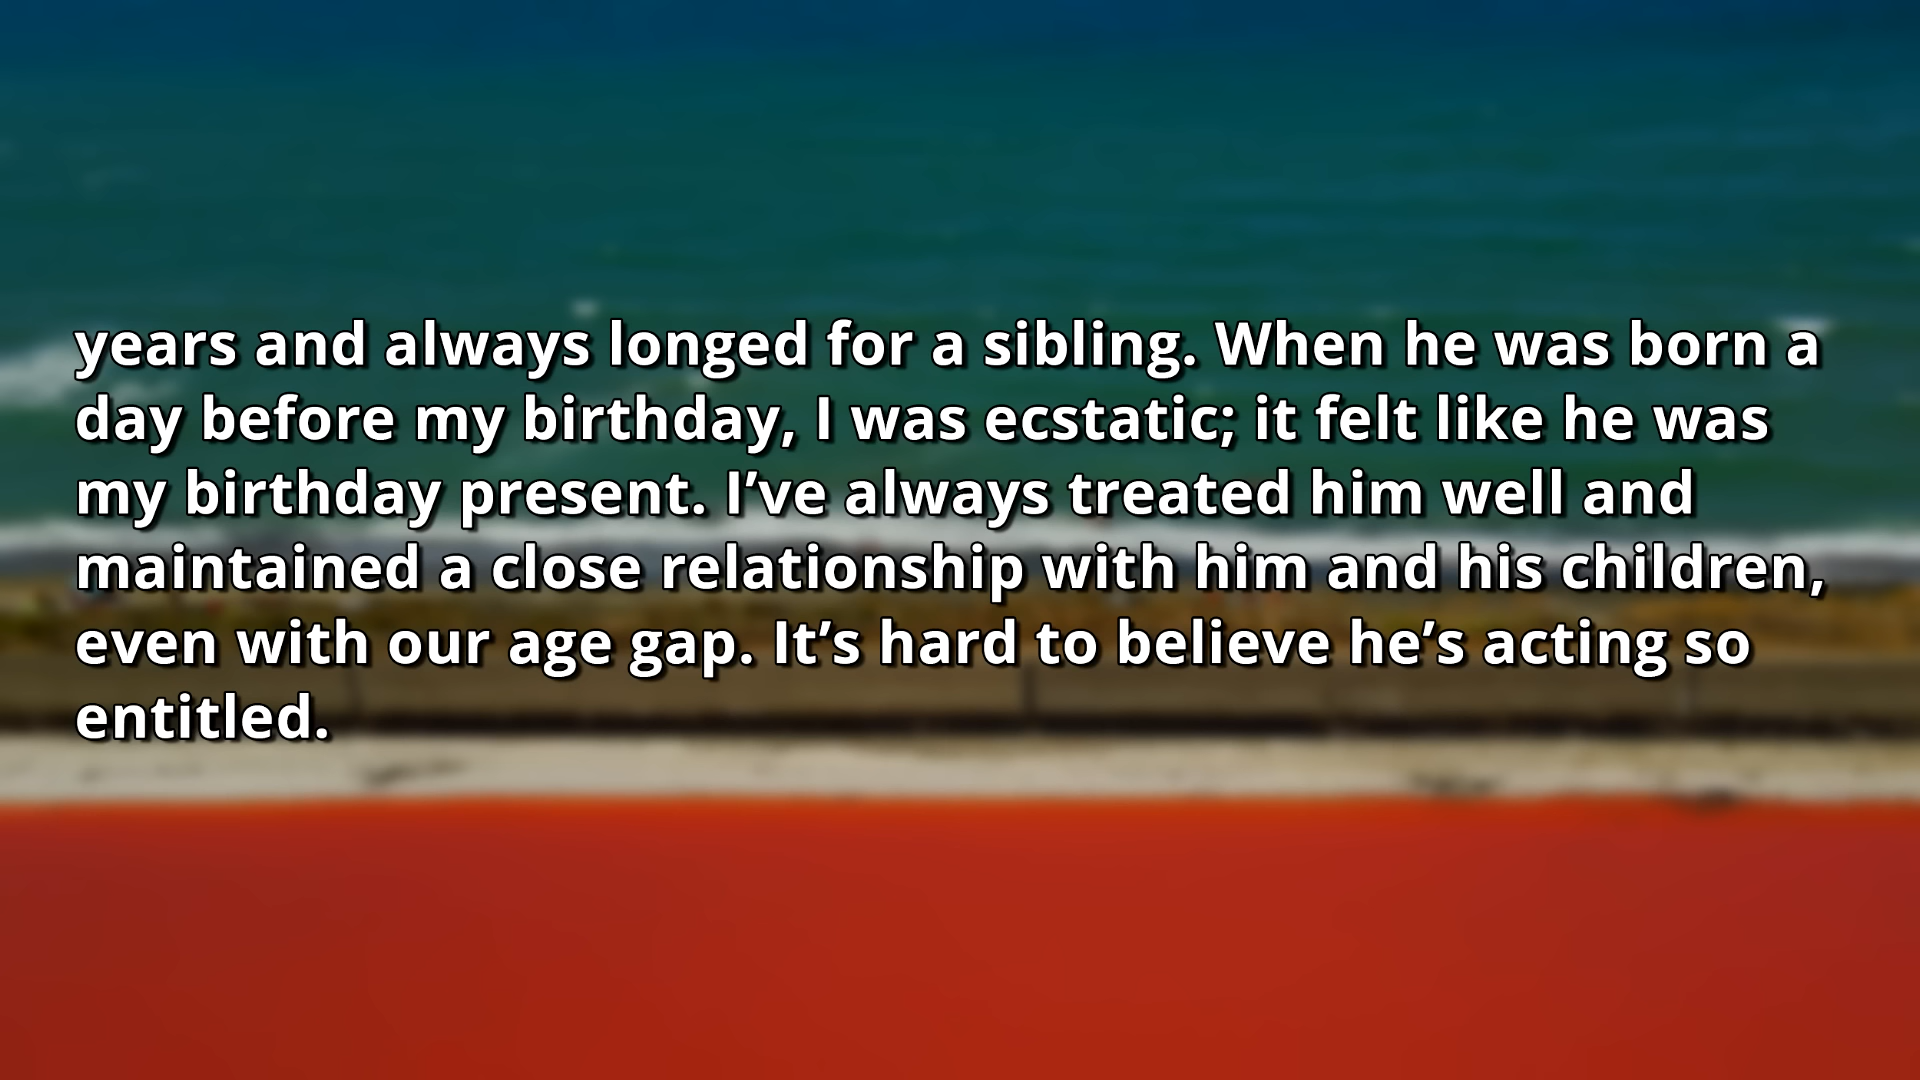 years and always longed for a sibling. When he was born a
day before my birthday, I was ecstatic; it felt like he was
my birthday present. I’ve always treated him well and
maintained a close relationship with him and his children,
even with our age gap. It’s hard to believe he’s acting so
entitled.